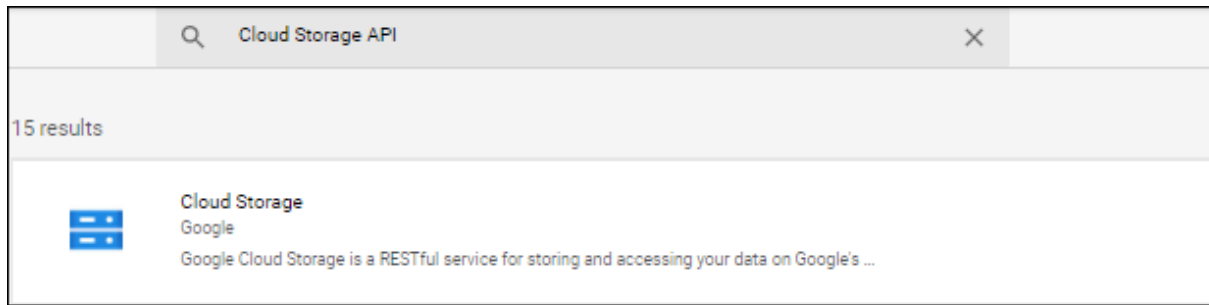 Cloud Storage API
15 results
Cloud Storage
Google
Google Cloud Storage is a RESTful service for storing and accessing your data on Google's ...